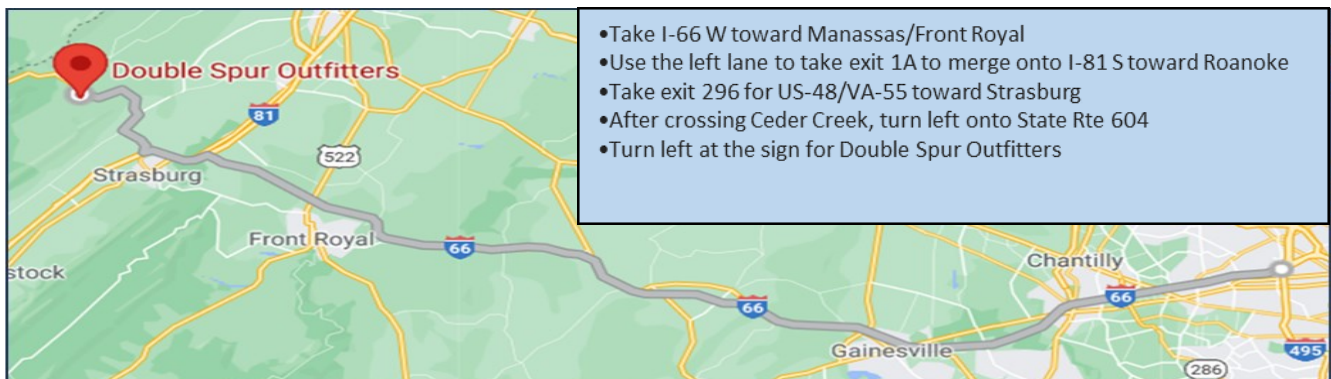 •Take I-66 W toward Manassas/Front Royal
•Use the left lane to take exit 1A to merge onto I-81 S toward Roanoke
•Take exit 296 for US-48/VA-55 toward Strasburg
•After crossing Ceder Creek, turn left onto State Rte 604
•Turn left at the sign for Double Spur Outfitters
Double Spur Outfitters
81
522
Strasburg
Front Royal
66
stock
Chantilly
66
66
Gainesville
495
286